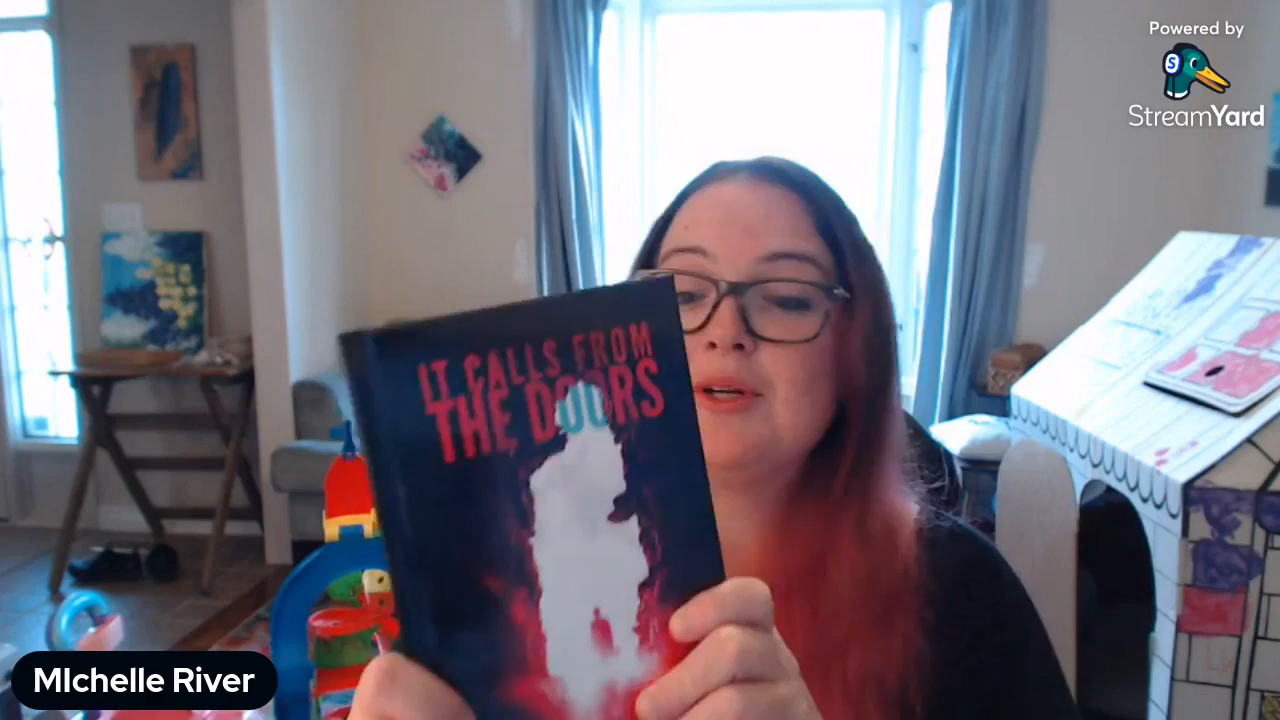 Powered by
S
StreamYard
IT CALLS FROM
THE DOORS
MIchelle River